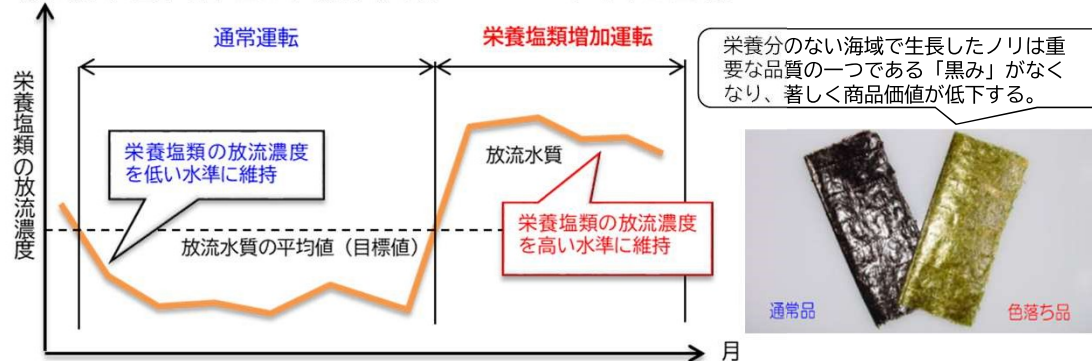 通常運転
栄養塩類増加運転
栄養塩類の放流濃度
栄養塩類の放流濃度
を低い水準に維持
放流水質の平均値（目標値）
放流水質
栄養塩類の放流濃度
を高い水準に維持
月
栄養分のない海域で生長したノリは重
要な品質の一つである「黒み」がなく
なり、著しく商品価値が低下する。
通常品
色落ち品